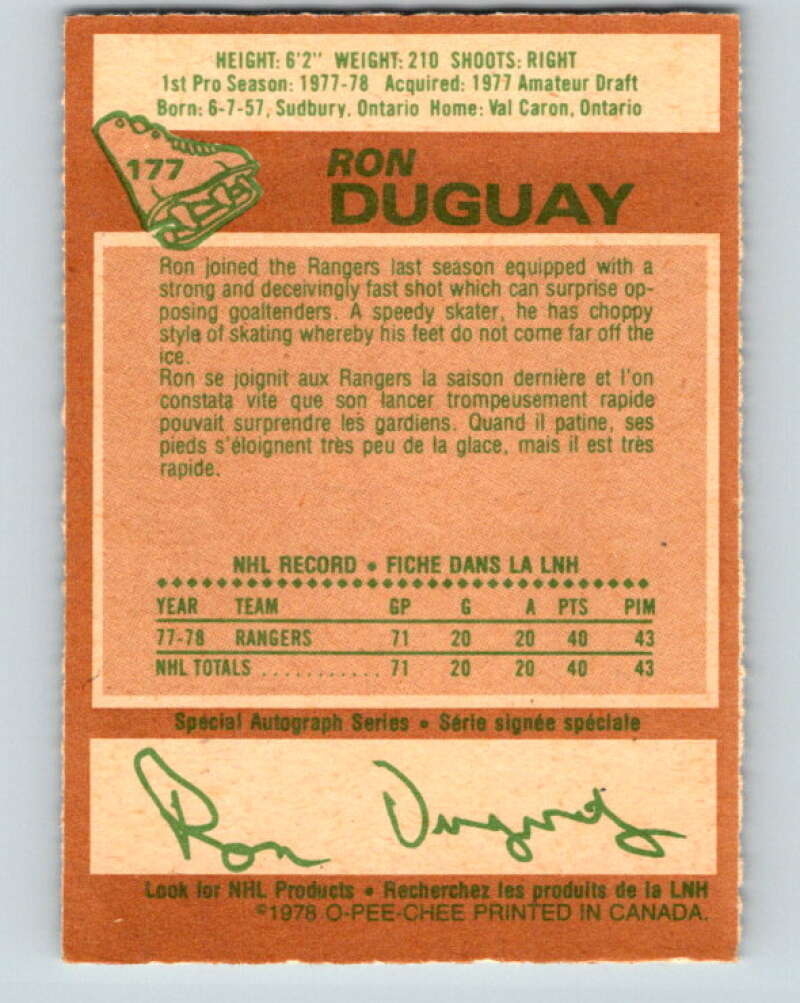 HEIGHT: 6'2" WEIGHT: 210 SHOOTS: RIGHT
1st Pro Season: 1977-78 Acquired: 1977 Amateur Draft
Born: 6-7-57, Sudbury, Ontario Home: Val Caron, Ontario
177
RON
DUGUAY
Ron joined the Rangers last season equipped with a
strong and deceivingly fast shot which can surprise op-
posing goaltenders. A speedy skater, he has choppy
style of skating whereby his feet do not come far off the
ice.
Ron se joignit aux Rangers la saison dernière et l'on
constata vite que son lancer trompeusement rapide
pouvait surprendre les gardiens. Quand il patine, ses
pieds s'éloignent très peu de la glace, mais il est très
rapide.
NHL RECORD • FICHE DANS LA LNH
YEAR TEAM GP G A PTS PIM
77-78 RANGERS 71 20 20 40 43
NHL TOTALS ............ 71 20 20 40 43
Special Autograph Series • Série signée spéciale
Ron Duguay
Look for NHL Products • Recherchez les produits de la LNH
©1978 O-PEE-CHEE PRINTED IN CANADA.